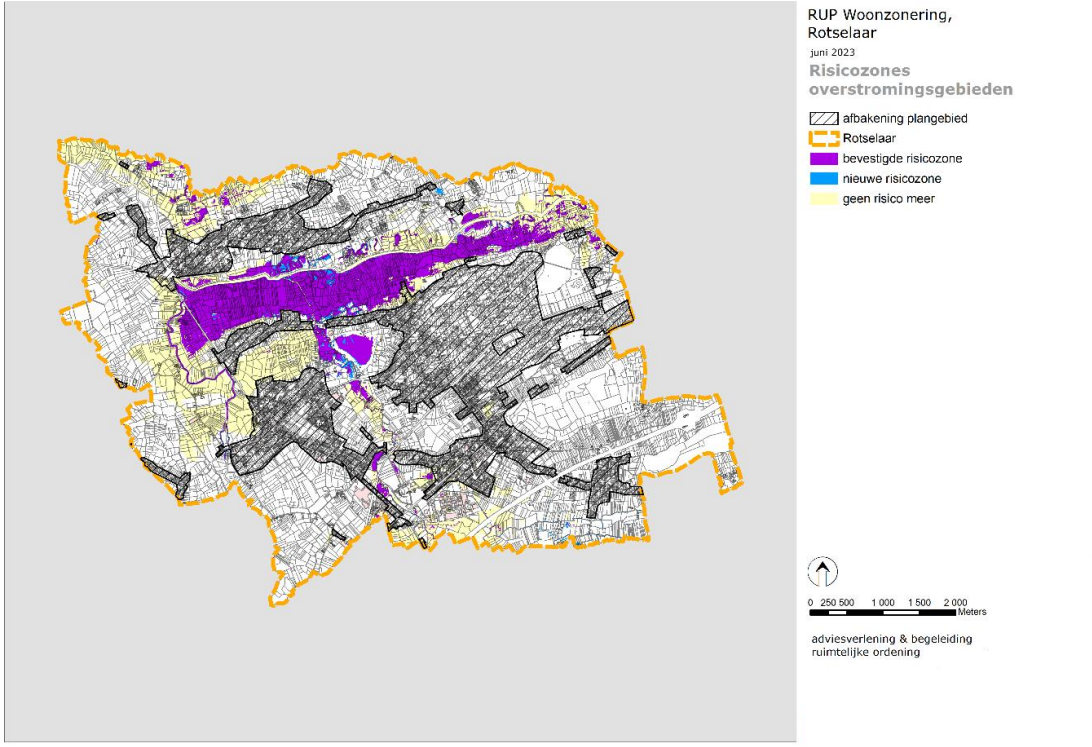 RUP Woonzonering,
Rotselaar
juni 2023
Risicozones
overstromingsgebieden
afbakening plangebied
Rotselaar
bevestigde risicozone
nieuwe risicozone
geen risico meer
0 250 500 1 000 1 500 2 000
Meters
adviesverlening & begeleiding
ruimtelijke ordening